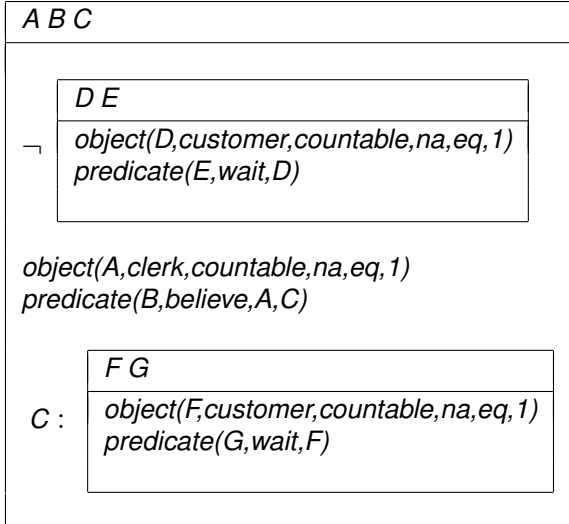 A B C
D E
¬
object(D,customer,countable,na,eq,1)
predicate(E,wait,D)
object(A,clerk,countable,na,eq,1)
predicate(B,believe,A,C)
F G
C :
object(F,customer,countable,na,eq,1)
predicate(G,wait,F)